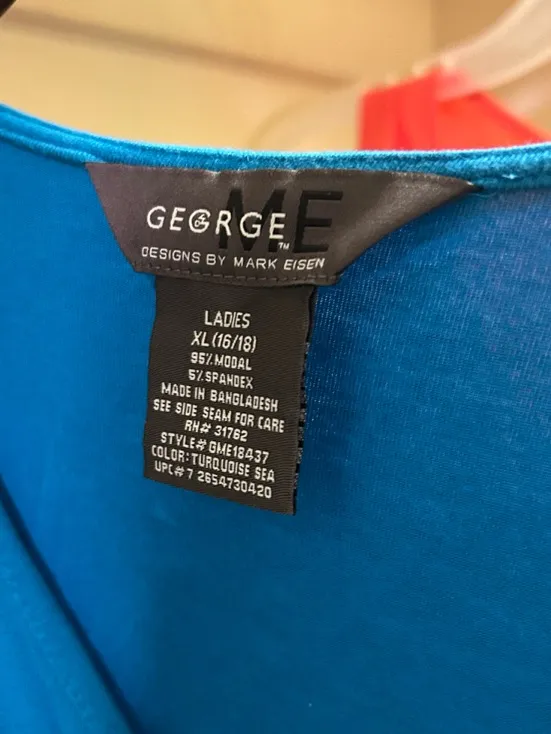 GEORGE ME™
DESIGNS BY MARK EISEN
LADIES
XL (16/18)
95% MODAL
5% SPANDEX
MADE IN BANGLADESH
SEE SIDE SEAM FOR CARE
RN# 31762
STYLE# GME18437
COLOR: TURQUOISE SEA
UPC# 7 2654730420